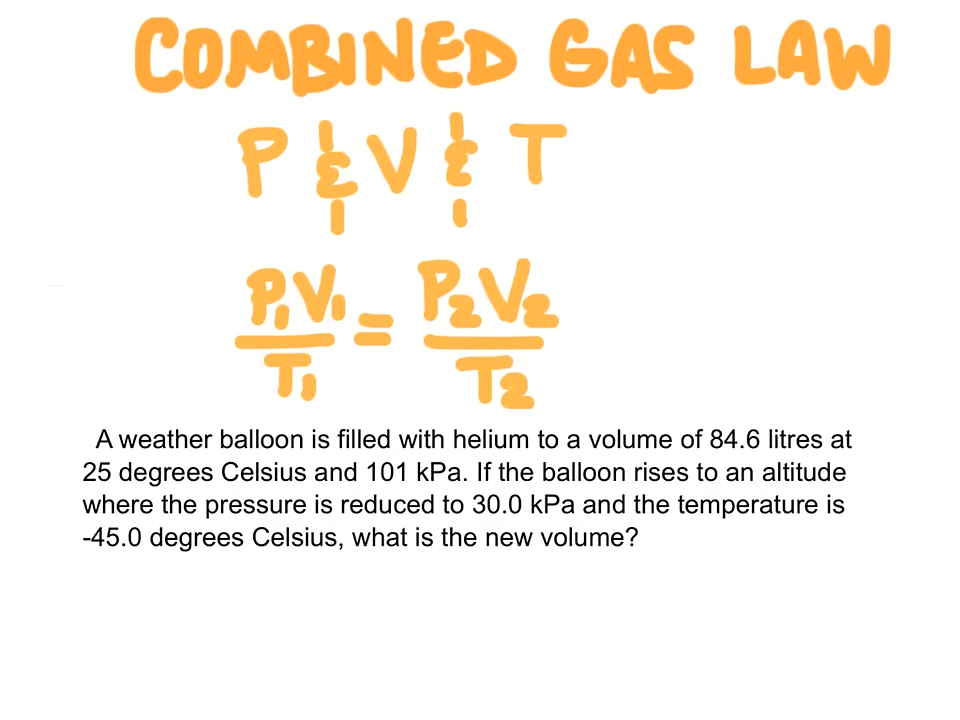 COMBINED GAS LAW
P & V & T
P₁V₁ = P₂V₂
T₁ T₂
A weather balloon is filled with helium to a volume of 84.6 litres at
25 degrees Celsius and 101 kPa. If the balloon rises to an altitude
where the pressure is reduced to 30.0 kPa and the temperature is
-45.0 degrees Celsius, what is the new volume?